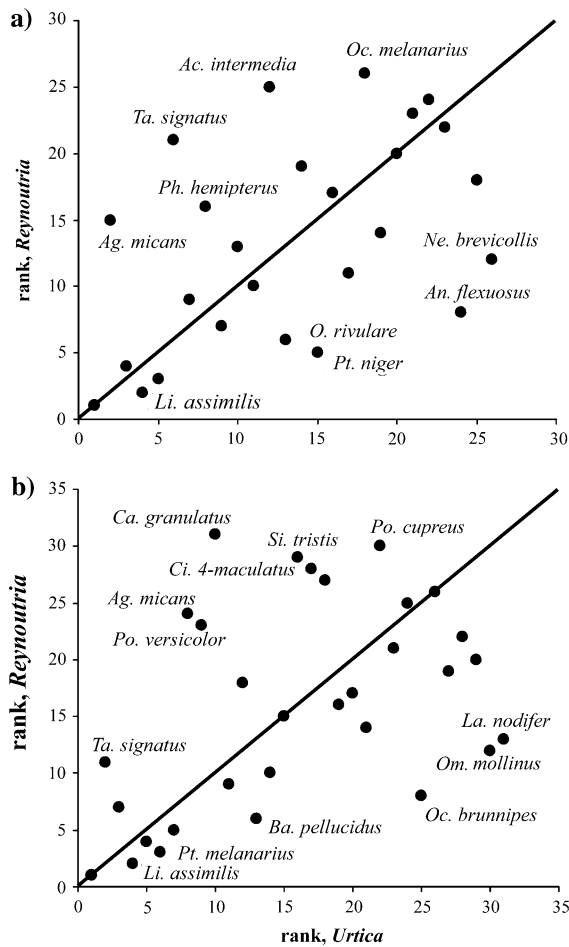 a)
30
25
20
15
10
5
0
rank, Reynoutria
Oc. melanarius
Ac. intermedia
Ta. signatus
Ph. hemipterus
Ag. micans
Ne. brevicollis
An. flexuosus
O. rivulare
Pt. niger
Li. assimilis
0 5 10 15 20 25 30
b)
35
30
25
20
15
10
5
0
rank, Reynoutria
Ca. granulatus
Po. cupreus
Si. tristis
Ci. 4-maculatus
Ag. micans
Po. versicolor
La. nodifer
Ta. signatus
Om. mollinus
Oc. brunnipes
Ba. pellucidus
Pt. melanarius
Li. assimilis
0 5 10 15 20 25 30 35
rank, Urtica